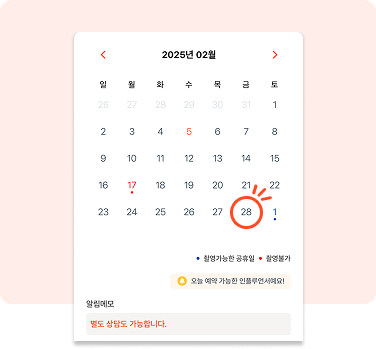 2025년 02월
일 월 화 수 목 금 토
26 27 28 29 30 31 1
2 3 4 5 6 7 8
9 10 11 12 13 14 15
16 17 18 19 20 21 22
23 24 25 26 27 28 1
촬영가능한 공휴일 촬영불가
오늘 예약 가능한 인플루언서예요!
알림메모
별도 상담도 가능합니다.